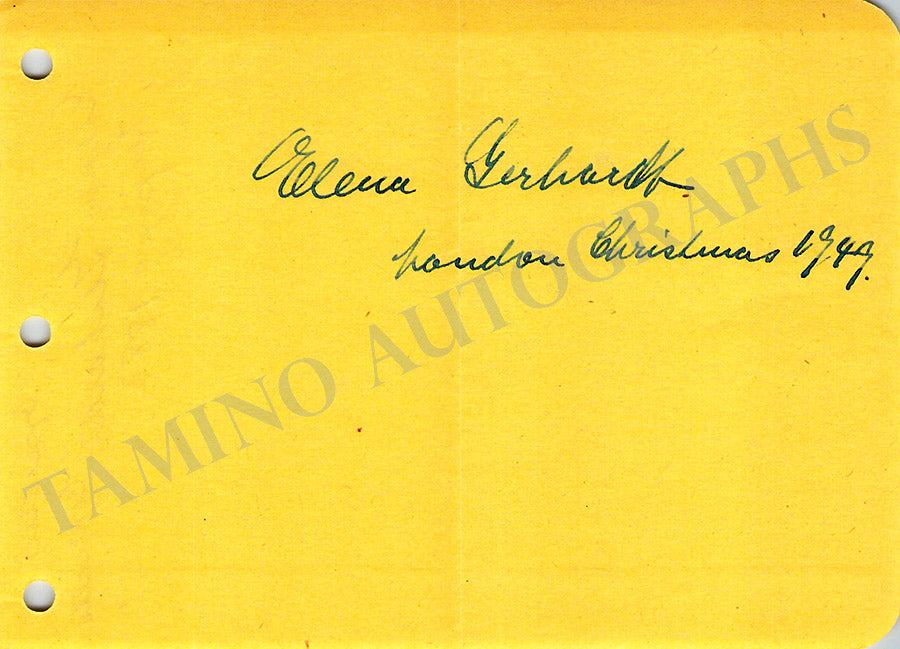 Elena Gerhardt
London Christmas 1949.
TAMINO AUTOGRAPHS